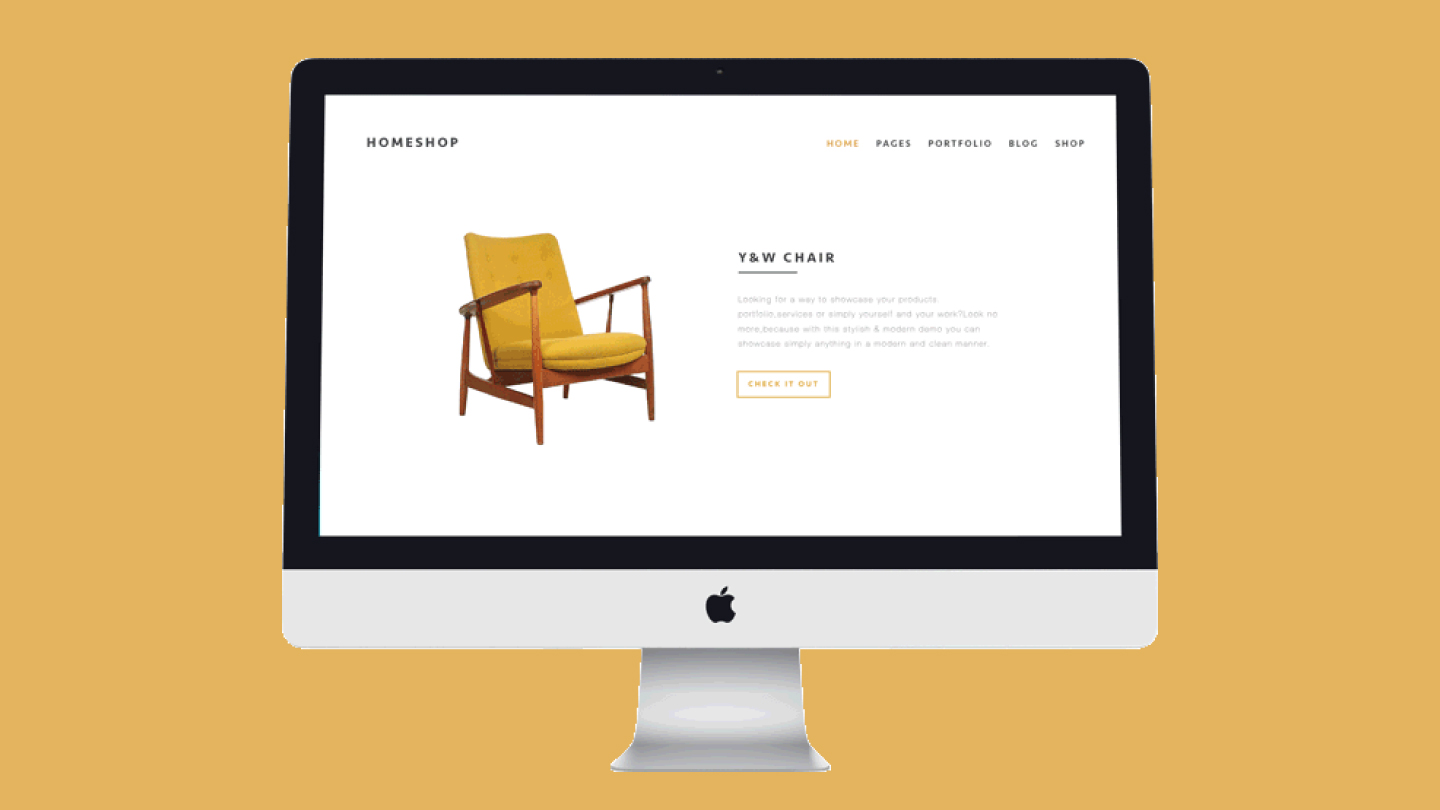 HOMESHOP
HOME PAGES PORTFOLIO BLOG SHOP
Y&W CHAIR
Looking for a way to showcase your products.
portfolio,services or simply yourself and your work?Look no
more,because with this stylish & modern demo you can
showcase simply anything in a modern and clean manner.
CHECK IT OUT